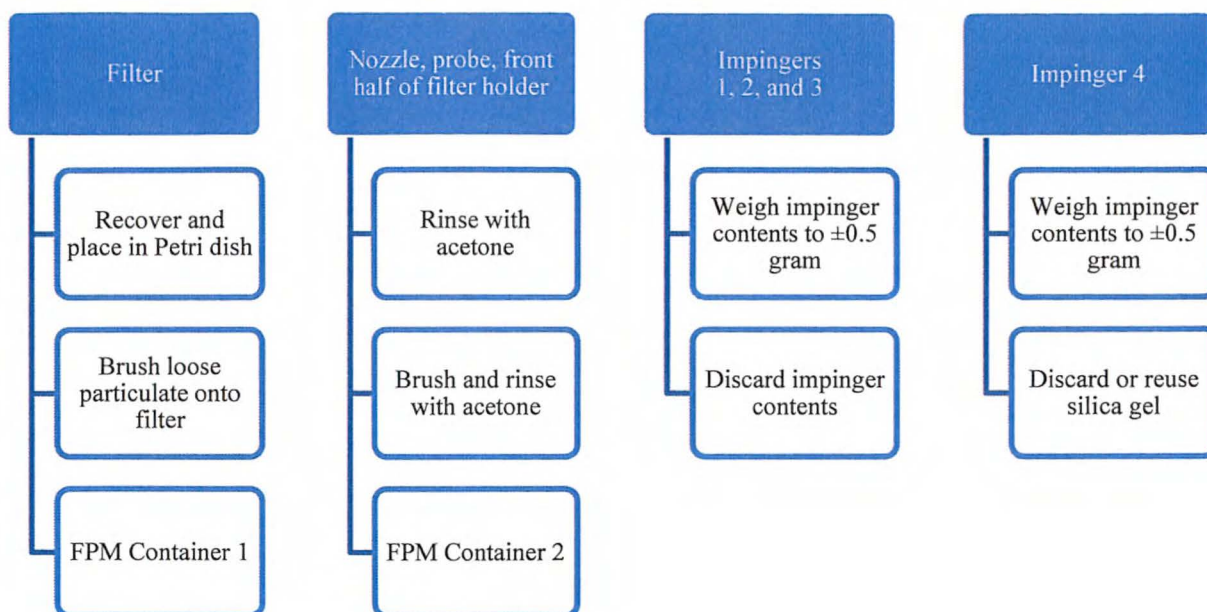 Filter
Recover and
place in Petri dish
Brush loose
particulate onto
filter
FPM Container 1
Nozzle, probe, front
half of filter holder
Rinse with
acetone
Brush and rinse
with acetone
FPM Container 2
Impingers
1, 2, and 3
Weigh impinger
contents to ±0.5
gram
Discard impinger
contents
Impinger 4
Weigh impinger
contents to ±0.5
gram
Discard or reuse
silica gel